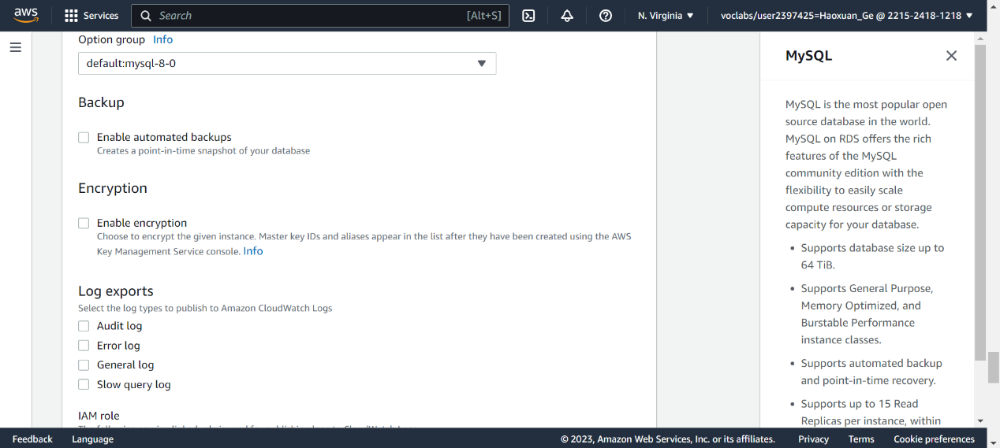 aws
Services
Search
[Alt+S]
N. Virginia
voclabs/user2397425=Haoxuan_Ge @ 2215-2418-1218
Option group Info
default:mysql-8-0
Backup
Enable automated backups
Creates a point-in-time snapshot of your database
Encryption
Enable encryption
Choose to encrypt the given instance. Master key IDs and aliases appear in the list after they have been created using the AWS
Key Management Service console. Info
Log exports
Select the log types to publish to Amazon CloudWatch Logs
Audit log
Error log
General log
Slow query log
IAM role
MySQL
MySQL is the most popular open
source database in the world.
MySQL on RDS offers the rich
features of the MySQL
community edition with the
flexibility to easily scale
compute resources or storage
capacity for your database.
• Supports database size up to
64 TiB.
• Supports General Purpose,
Memory Optimized, and
Burstable Performance
instance classes.
• Supports automated backup
and point-in-time recovery.
• Supports up to 15 Read
Replicas per instance, within
Feedback
Language
© 2023, Amazon Web Services, Inc. or its affiliates.
Privacy
Terms
Cookie preferences